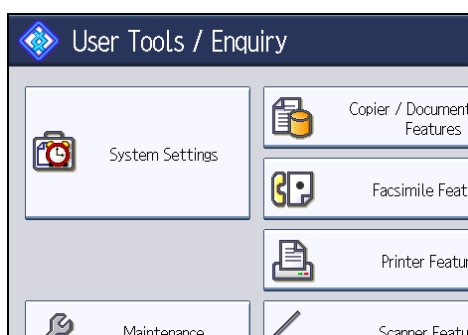 User Tools / Enquiry
System Settings
Copier / Document
Features
Facsimile Feat
Printer Featur
Maintenance
Scanner Featu